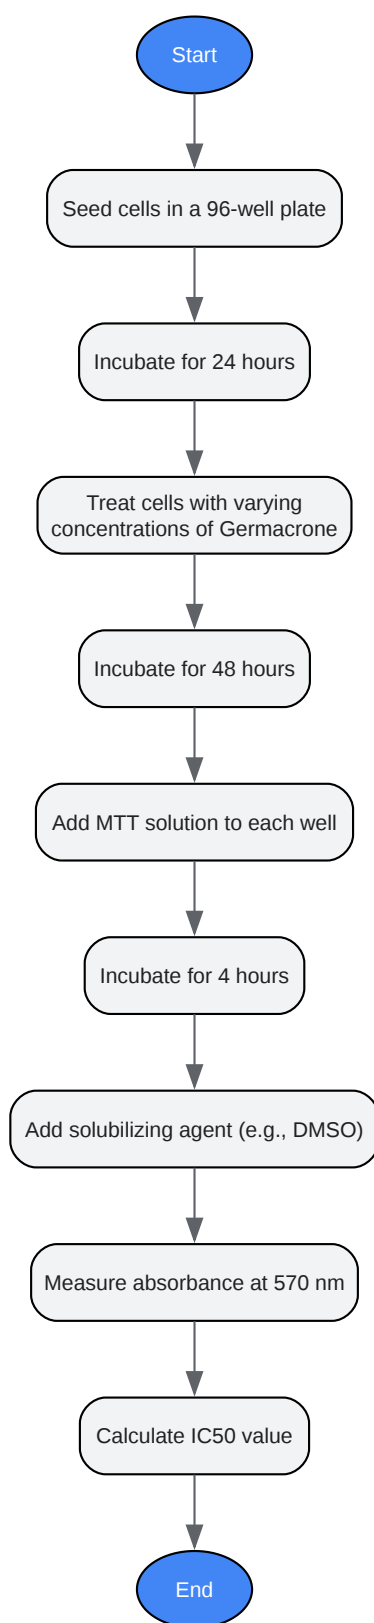 Start
Seed cells in a 96-well plate
Incubate for 24 hours
Treat cells with varying
concentrations of Germacrone
Incubate for 48 hours
Add MTT solution to each well
Incubate for 4 hours
Add solubilizing agent (e.g., DMSO)
Measure absorbance at 570 nm
Calculate IC50 value
End